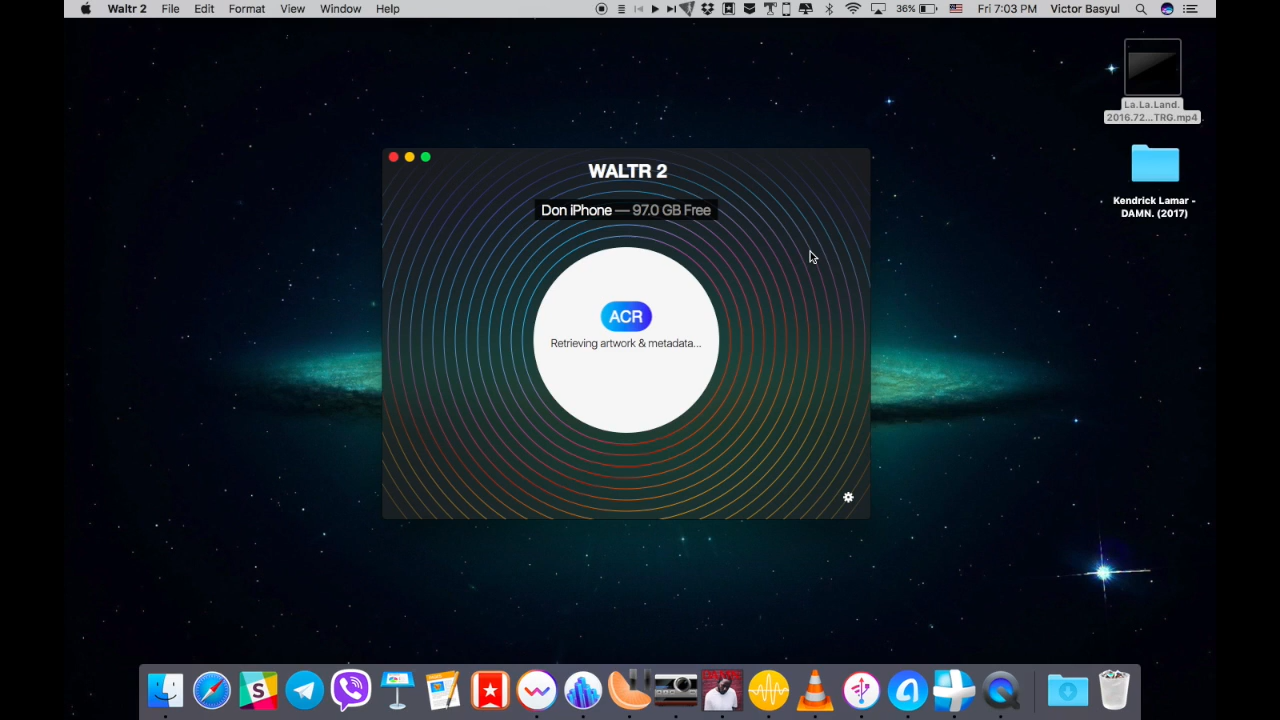 Waltr 2 File Edit Format View Window Help 36% Fri 7:03 PM Victor Basyul
La.La.Land.
2016.72...TRG.mp4
WALTR 2
Don iPhone — 97.0 GB Free
Kendrick Lamar -
DAMN. (2017)
ACR
Retrieving artwork & metadata...